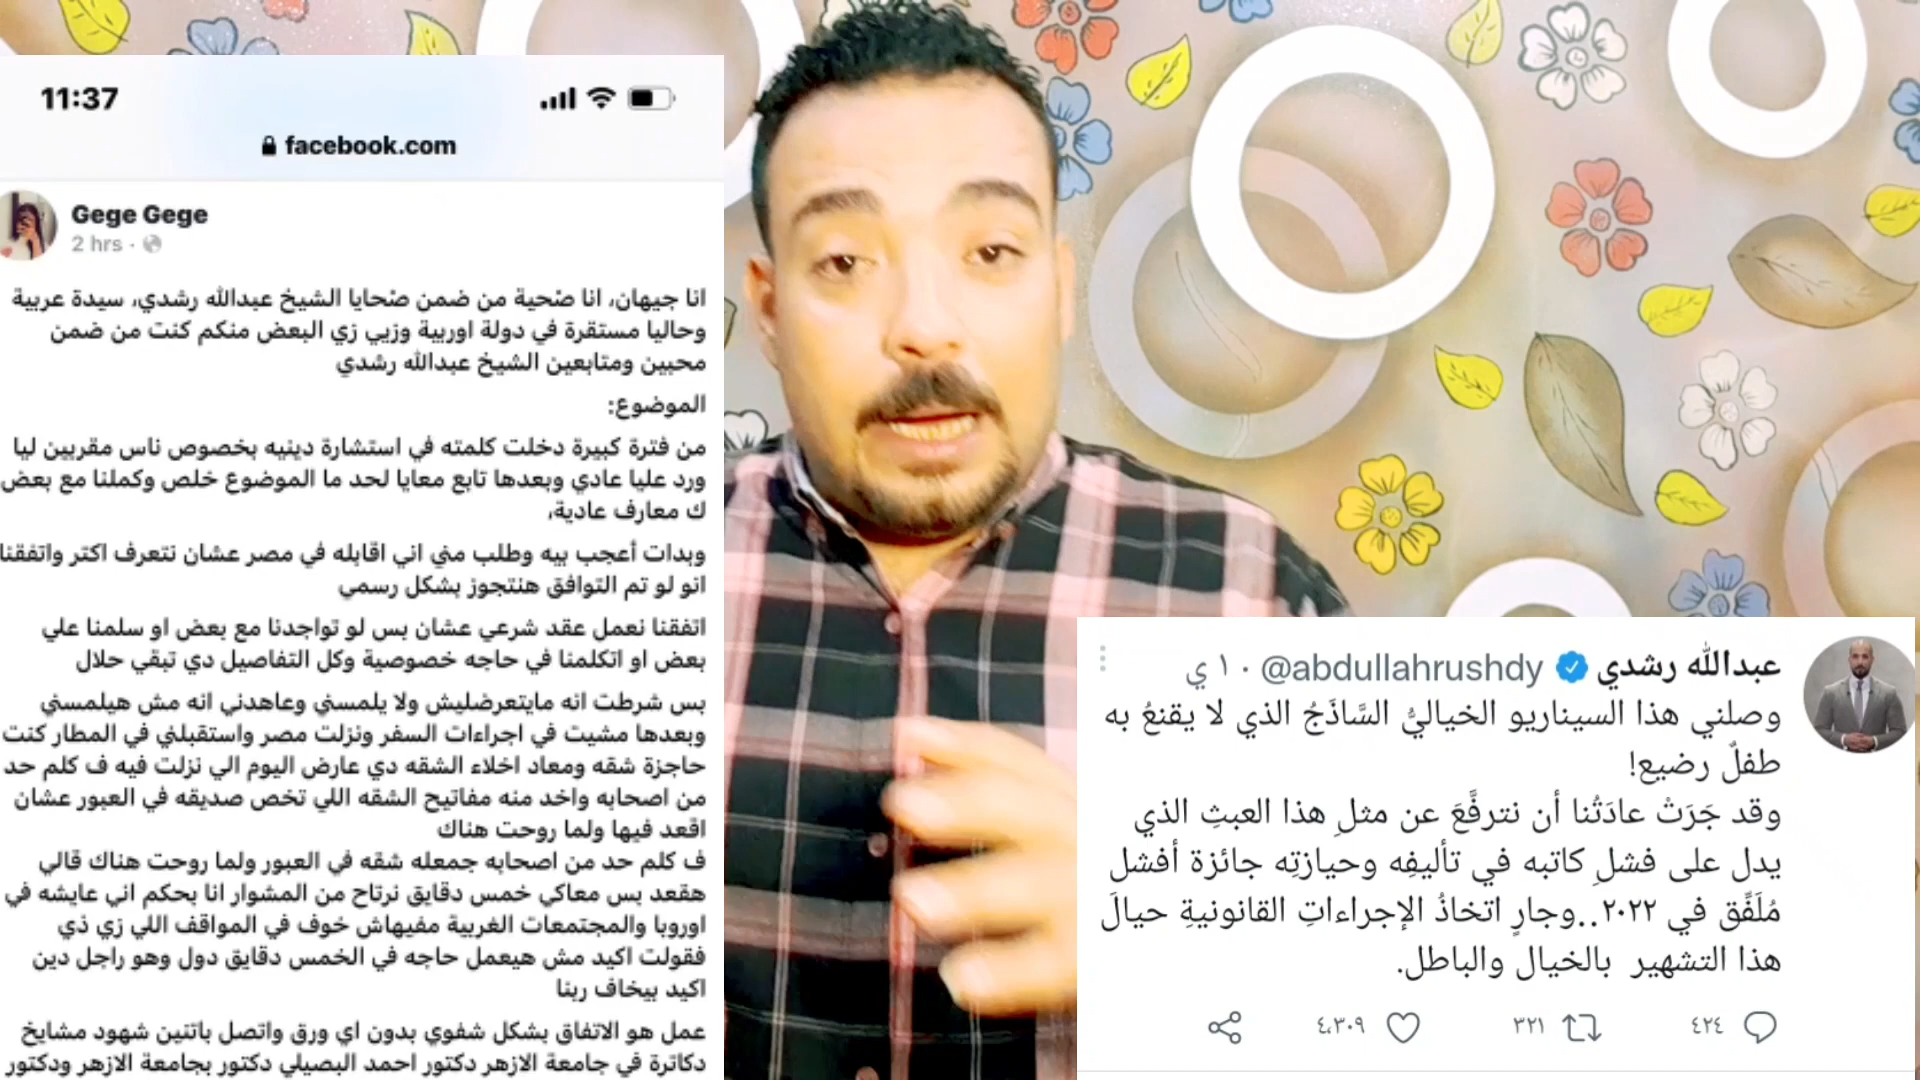 11:37
facebook.com
Gege Gege
2 hrs ·
انا جيهان، انا ضحية من ضمن ضحايا الشيخ عبدالله رشدي، سيدة عربية
وحاليا مستقرة في دولة اوربية وزيي زي البعض منكم كنت من ضمن
محبين ومتابعين الشيخ عبدالله رشدي
الموضوع:
من فترة كبيرة دخلت كلمته في استشارة دينيه بخصوص ناس مقربين ليا
ورد عليا عادي وبعدها تابع معايا لحد ما الموضوع خلص وكملنا مع بعض
ك معارف عادية،
وبدات أعجب بيه وطلب مني اني اقابله في مصر عشان نتعرف اكتر واتفقنا
انو لو تم التوافق هنتجوز بشكل رسمي
اتفقنا نعمل عقد شرعي عشان بس لو تواجدنا مع بعض او سلمنا علي
بعض او اتكلمنا في حاجه خصوصية وكل التفاصيل دي تبقي حلال
بس شرطت انه مايتعرضليش ولا يلمسني وعاهدني انه مش هيلمسني
وبعدها مشيت في اجراءات السفر ونزلت مصر واستقبلني في المطار كنت
حاجزة شقه ومعاد اخلاء الشقه دي عارض اليوم الي نزلت فيه ف كلم حد
من اصحابه واخد منه مفاتيح الشقه اللي تخص صديقه في العبور عشان
اقعد فيها ولما روحت هناك
ف كلم حد من اصحابه جمعله شقه في العبور ولما روحت هناك قالي
هقعد بس معاكي خمس دقايق نرتاح من المشوار انا بحكم اني عايشه في
اوروبا والمجتمعات الغربية مفيهاش خوف في المواقف اللي زي ذي
فقولت اكيد مش هيعمل حاجه في الخمس دقايق دول وهو راجل دين
اكيد بيخاف ربنا
عمل هو الاتفاق بشكل شفوي بدون اي ورق واتصل باتنين شهود مشايخ
دكاترة في جامعة الازهر دكتور احمد البصيلي دكتور بجامعة الازهر ودكتور
عبدالله رشدي @abdullahrushdy · ١٠ ي
وصلني هذا السيناريو الخياليُّ السَّاذَجُ الذي لا يقنعُ به
طفلٌ رضيع!
وقد جَرَتْ عادَتُنا أن نترفَّعَ عن مثلِ هذا العبثِ الذي
يدل على فشلِ كاتبه في تأليفِه وحيازتِه جائزة أفشل
مُلَفِّق في ٢٠٢٢..وجارٍ اتخاذُ الإجراءاتِ القانونيةِ حيالَ
هذا التشهير بالخيال والباطل.
٤٢٤ ٣٢١ ٤،٣٠٩